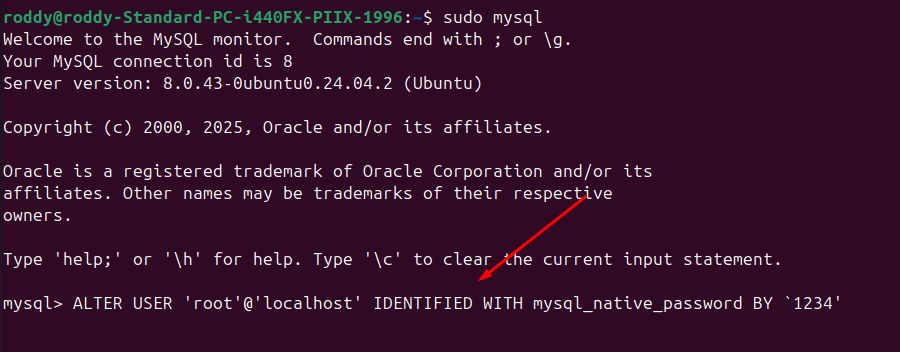 roddy@roddy-Standard-PC-i440FX-PIIX-1996:~$ sudo mysql
Welcome to the MySQL monitor.  Commands end with ; or \g.
Your MySQL connection id is 8
Server version: 8.0.43-0ubuntu0.24.04.2 (Ubuntu)
Copyright (c) 2000, 2025, Oracle and/or its affiliates.
Oracle is a registered trademark of Oracle Corporation and/or its
affiliates. Other names may be trademarks of their respective
owners.
Type 'help;' or '\h' for help. Type '\c' to clear the current input statement.
mysql> ALTER USER 'root'@'localhost' IDENTIFIED WITH mysql_native_password BY `1234'